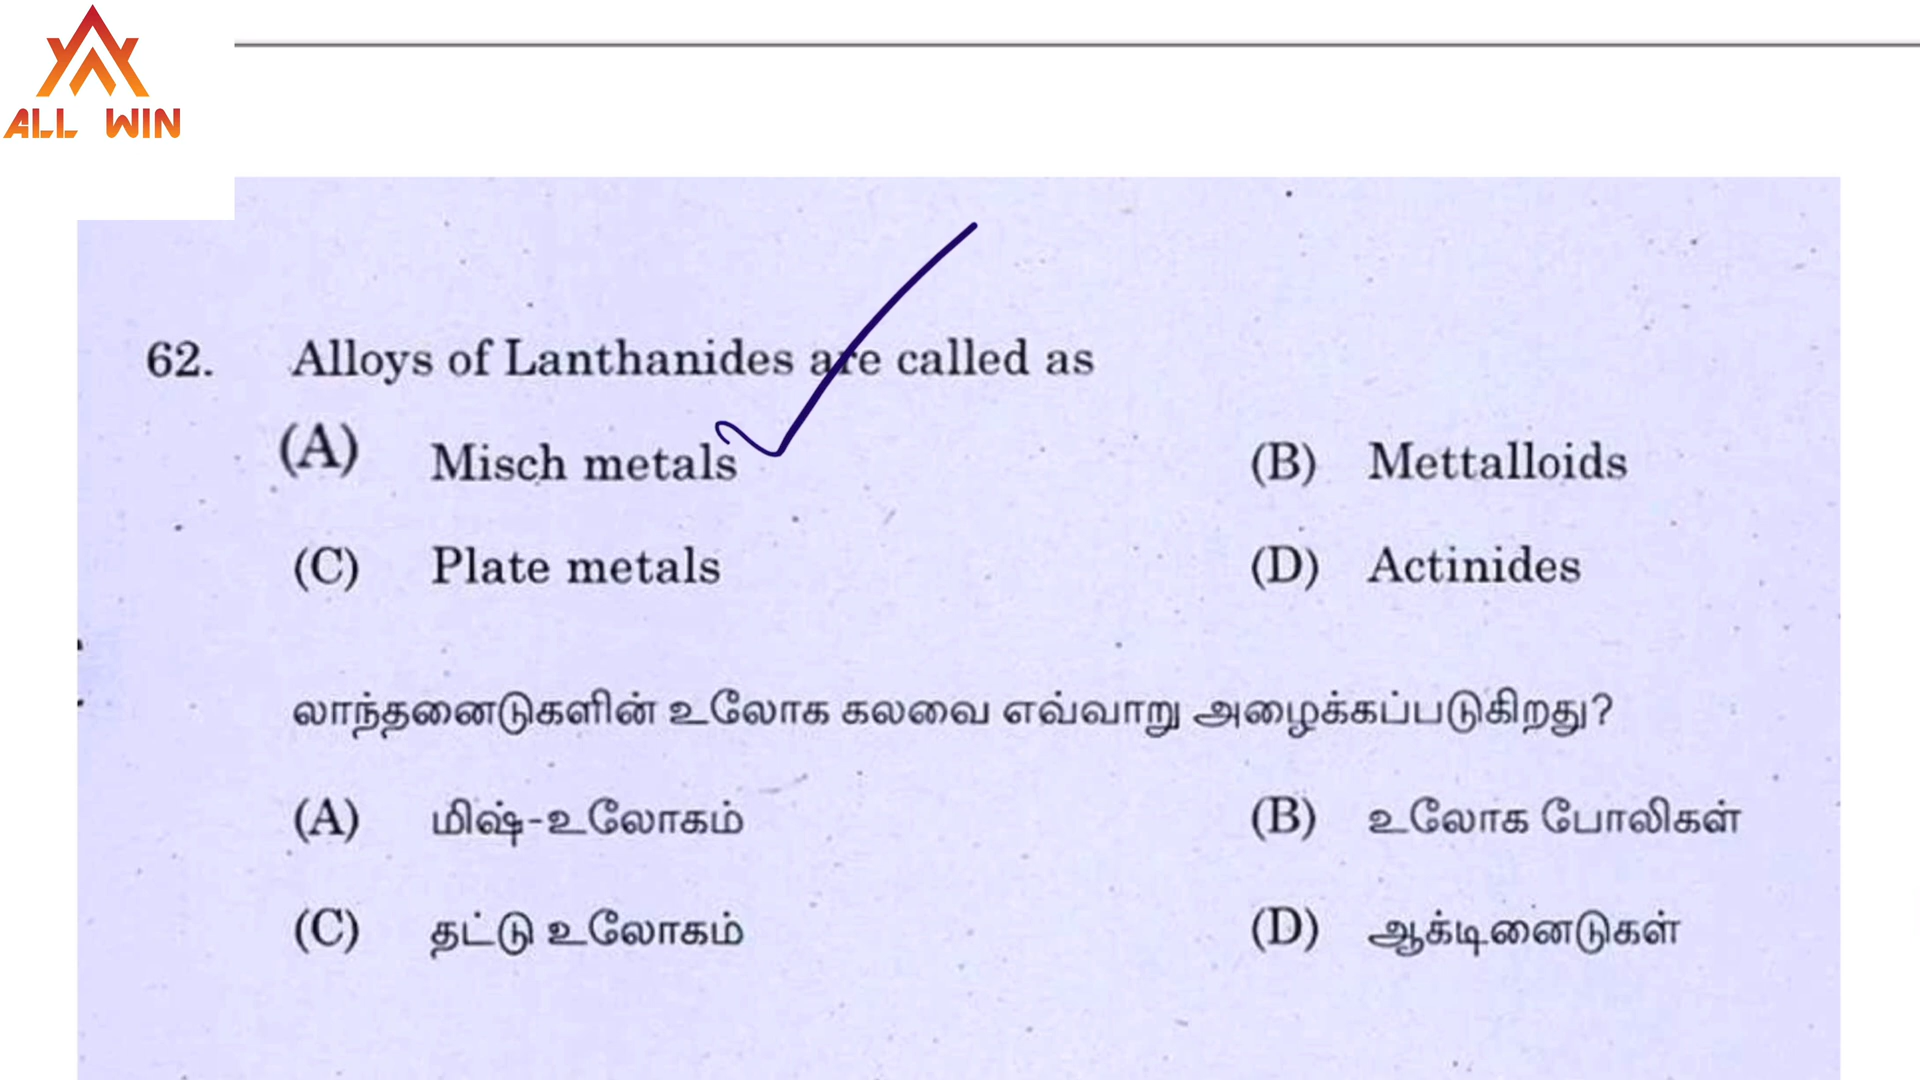 ALL WIN
62. Alloys of Lanthanides are called as
(A) Misch metals (B) Mettalloids
(C) Plate metals (D) Actinides
லாந்தனைடுகளின் உலோக கலவை எவ்வாறு அழைக்கப்படுகிறது?
(A) மிஷ்-உலோகம் (B) உலோக போலிகள்
(C) தட்டு உலோகம் (D) ஆக்டினைடுகள்